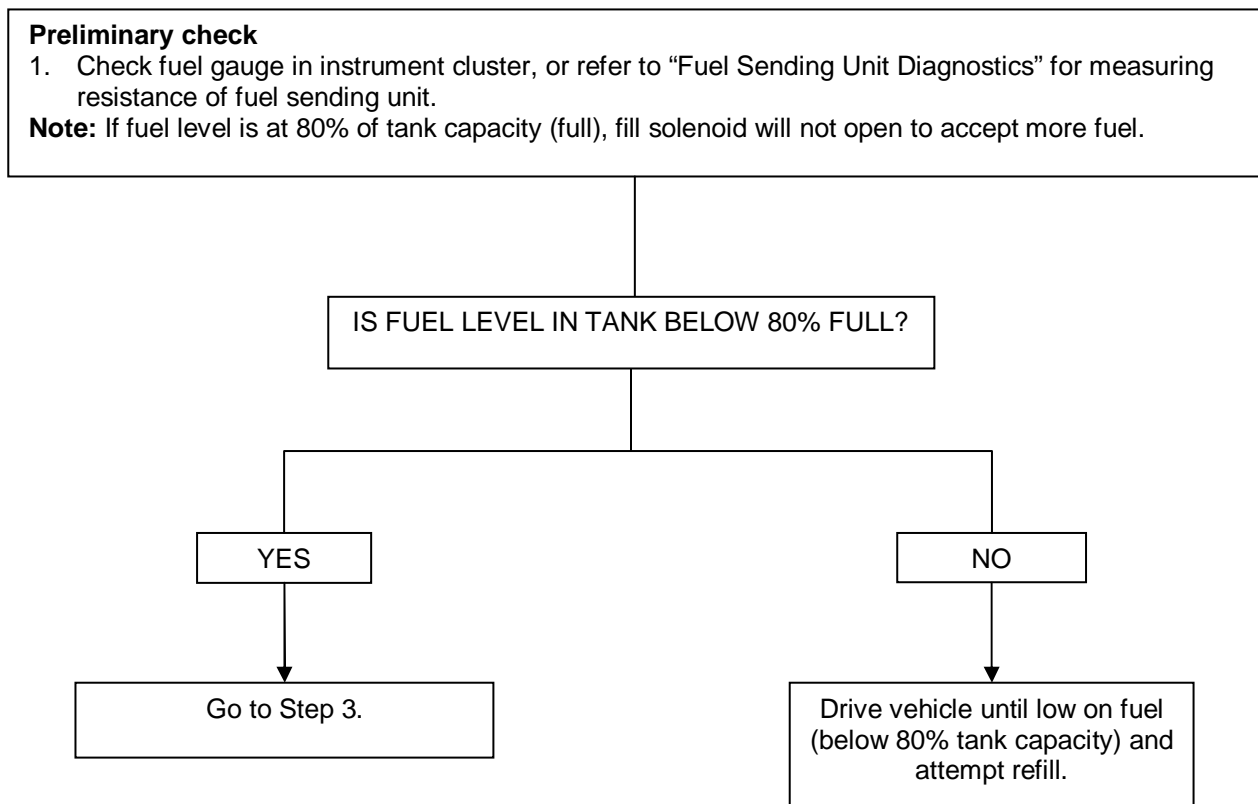 Preliminary check
1. Check fuel gauge in instrument cluster, or refer to “Fuel Sending Unit Diagnostics” for measuring
resistance of fuel sending unit.
Note: If fuel level is at 80% of tank capacity (full), fill solenoid will not open to accept more fuel.
IS FUEL LEVEL IN TANK BELOW 80% FULL?
YES
NO
Go to Step 3.
Drive vehicle until low on fuel
(below 80% tank capacity) and
attempt refill.